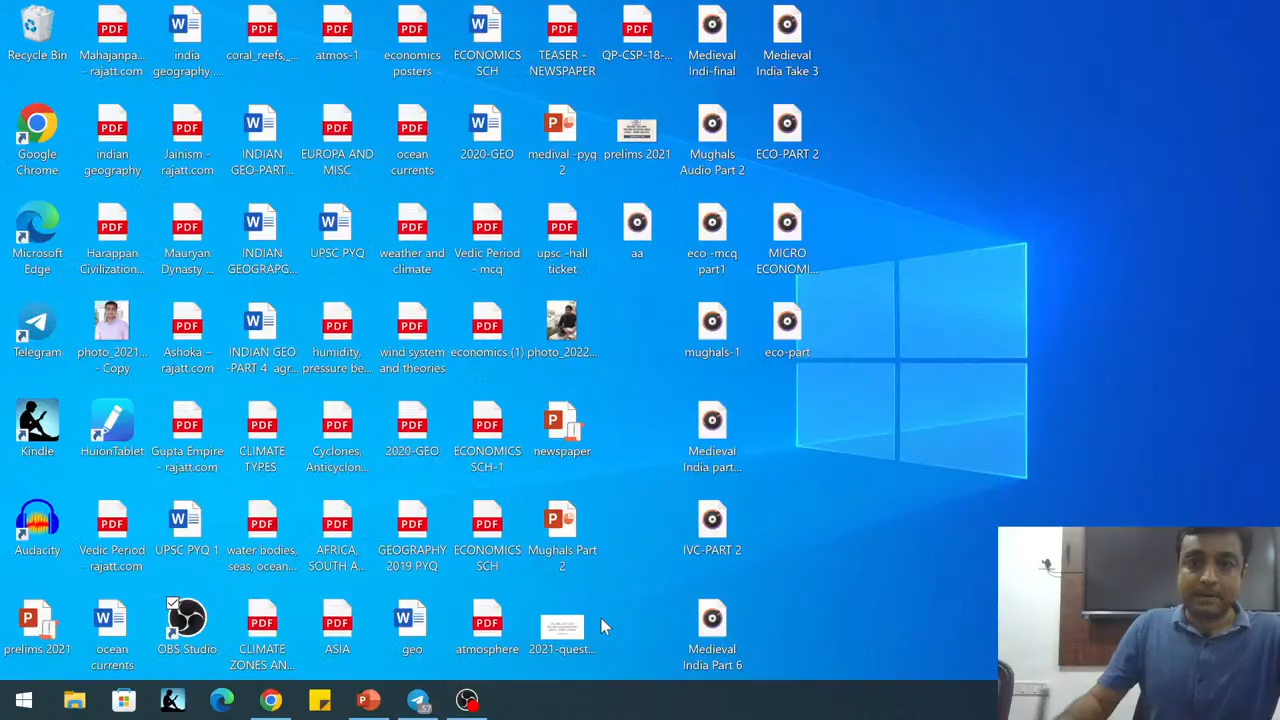 Recycle Bin
PDF
Mahajanpa...
- rajatt.com
india
geography ...
PDF
coral_reefs,_...
PDF
atmos-1
PDF
economics
posters
ECONOMICS
SCH
PDF
TEASER -
NEWSPAPER
PDF
QP-CSP-18-...
Medieval
Indi-final
Medieval
India Take 3
Google
Chrome
PDF
indian
geography
PDF
Jainism -
rajatt.com
INDIAN
GEO-PART...
PDF
EUROPA AND
MISC
PDF
ocean
currents
2020-GEO
medival -pyq
2
prelims 2021
Mughals
Audio Part 2
ECO-PART 2
Microsoft
Edge
PDF
Harappan
Civilization...
PDF
Mauryan
Dynasty ...
INDIAN
GEOGRAPG...
UPSC PYQ
PDF
weather and
climate
PDF
Vedic Period
- mcq
PDF
upsc -hall
ticket
aa
eco -mcq
part1
MICRO
ECONOMI...
Telegram
photo_2021...
- Copy
PDF
Ashoka –
rajatt.com
INDIAN GEO
-PART 4 agr...
PDF
humidity,
pressure be...
PDF
wind system
and theories
PDF
economics (1)
photo_2022...
mughals-1
eco-part
Kindle
HuionTablet
PDF
Gupta Empire
- rajatt.com
PDF
CLIMATE
TYPES
PDF
Cyclones,
Anticyclon...
PDF
2020-GEO
PDF
ECONOMICS
SCH-1
newspaper
Medieval
India part...
Audacity
PDF
Vedic Period
- rajatt.com
UPSC PYQ 1
PDF
water bodies,
seas, ocean...
PDF
AFRICA,
SOUTH A...
PDF
GEOGRAPHY
2019 PYQ
PDF
ECONOMICS
SCH
Mughals Part
2
IVC-PART 2
prelims 2021
ocean
currents
OBS Studio
PDF
CLIMATE
ZONES AN...
PDF
ASIA
geo
PDF
atmosphere
2021-quest...
Medieval
India Part 6
57